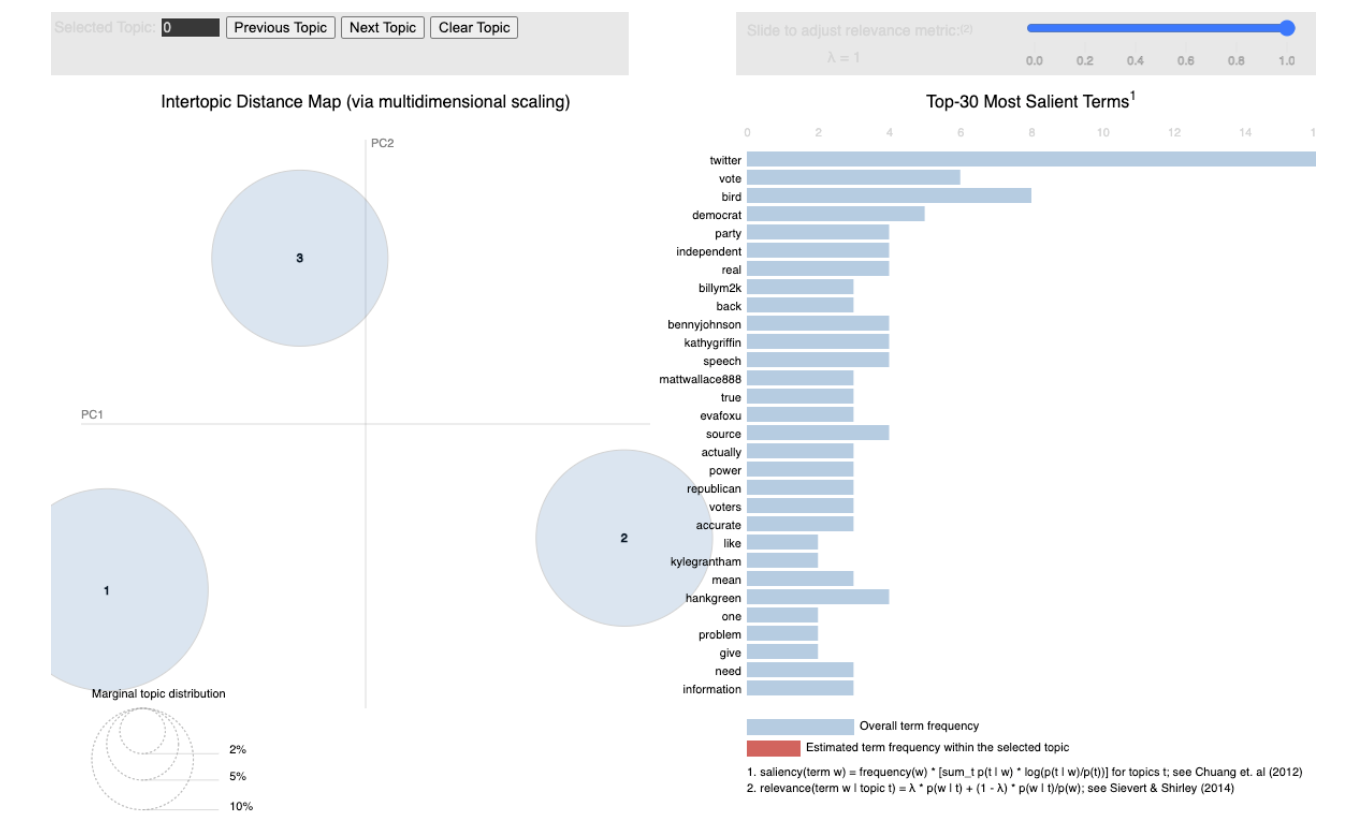 Selected Topic: 0 Previous Topic Next Topic Clear Topic
Slide to adjust relevance metric:(2)
λ = 1
0.0 0.2 0.4 0.6 0.8 1.0
Intertopic Distance Map (via multidimensional scaling)
PC2
PC1
3
2
1
Marginal topic distribution
2%
5%
10%
Top-30 Most Salient Terms1
0 2 4 6 8 10 12 14 1
twitter
vote
bird
democrat
party
independent
real
billym2k
back
bennyjohnson
kathygriffin
speech
mattwallace888
true
evafoxu
source
actually
power
republican
voters
accurate
like
kylegrantham
mean
hankgreen
one
problem
give
need
information
Overall term frequency
Estimated term frequency within the selected topic
1. saliency(term w) = frequency(w) * [sum_t p(t | w) * log(p(t | w)/p(t))] for topics t; see Chuang et. al (2012)
2. relevance(term w | topic t) = λ * p(w | t) + (1 - λ) * p(w | t)/p(w); see Sievert & Shirley (2014)